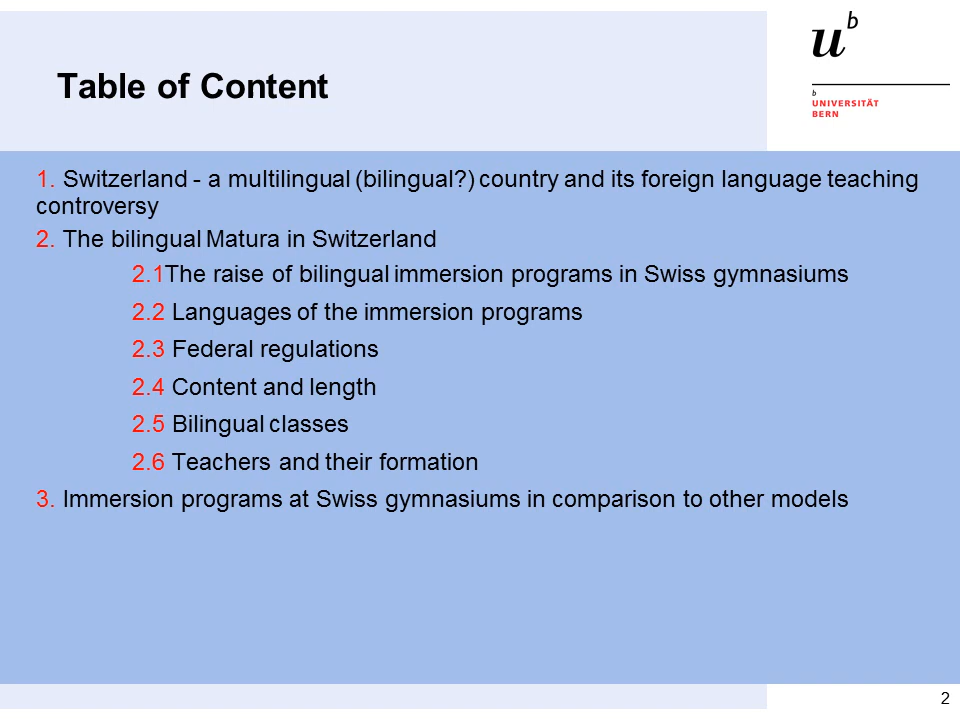 Table of Content
u b
b
UNIVERSITÄT
BERN
1. Switzerland - a multilingual (bilingual?) country and its foreign language teaching
controversy
2. The bilingual Matura in Switzerland
2.1The raise of bilingual immersion programs in Swiss gymnasiums
2.2 Languages of the immersion programs
2.3 Federal regulations
2.4 Content and length
2.5 Bilingual classes
2.6 Teachers and their formation
3. Immersion programs at Swiss gymnasiums in comparison to other models
2